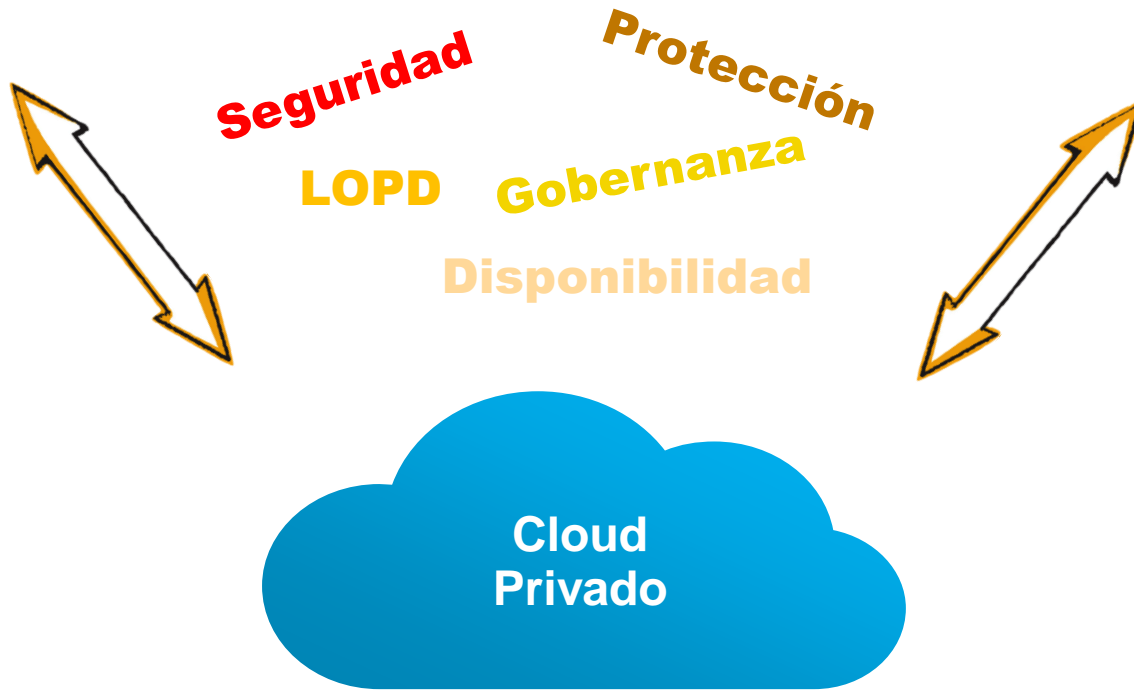 Seguridad
Protección
LOPD
Gobernanza
Disponibilidad
Cloud
Privado